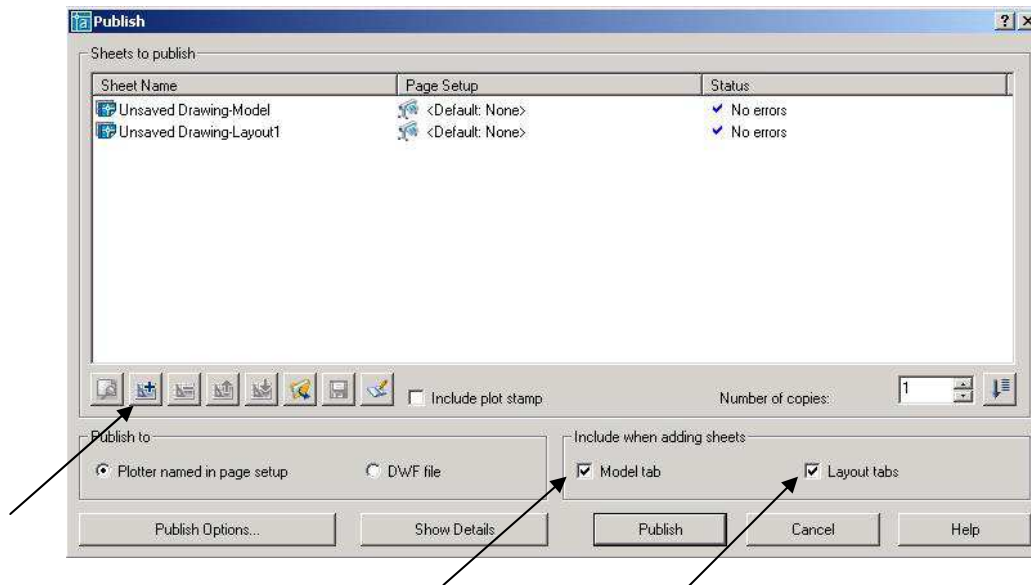 Publish
Sheets to publish
Sheet Name Page Setup Status
Unsaved Drawing-Model <Default: None> No errors
Unsaved Drawing-Layout1 <Default: None> No errors
Include plot stamp Number of copies: 1
Publish to Include when adding sheets
Plotter named in page setup DWF file Model tab Layout tabs
Publish Options... Show Details Publish Cancel Help